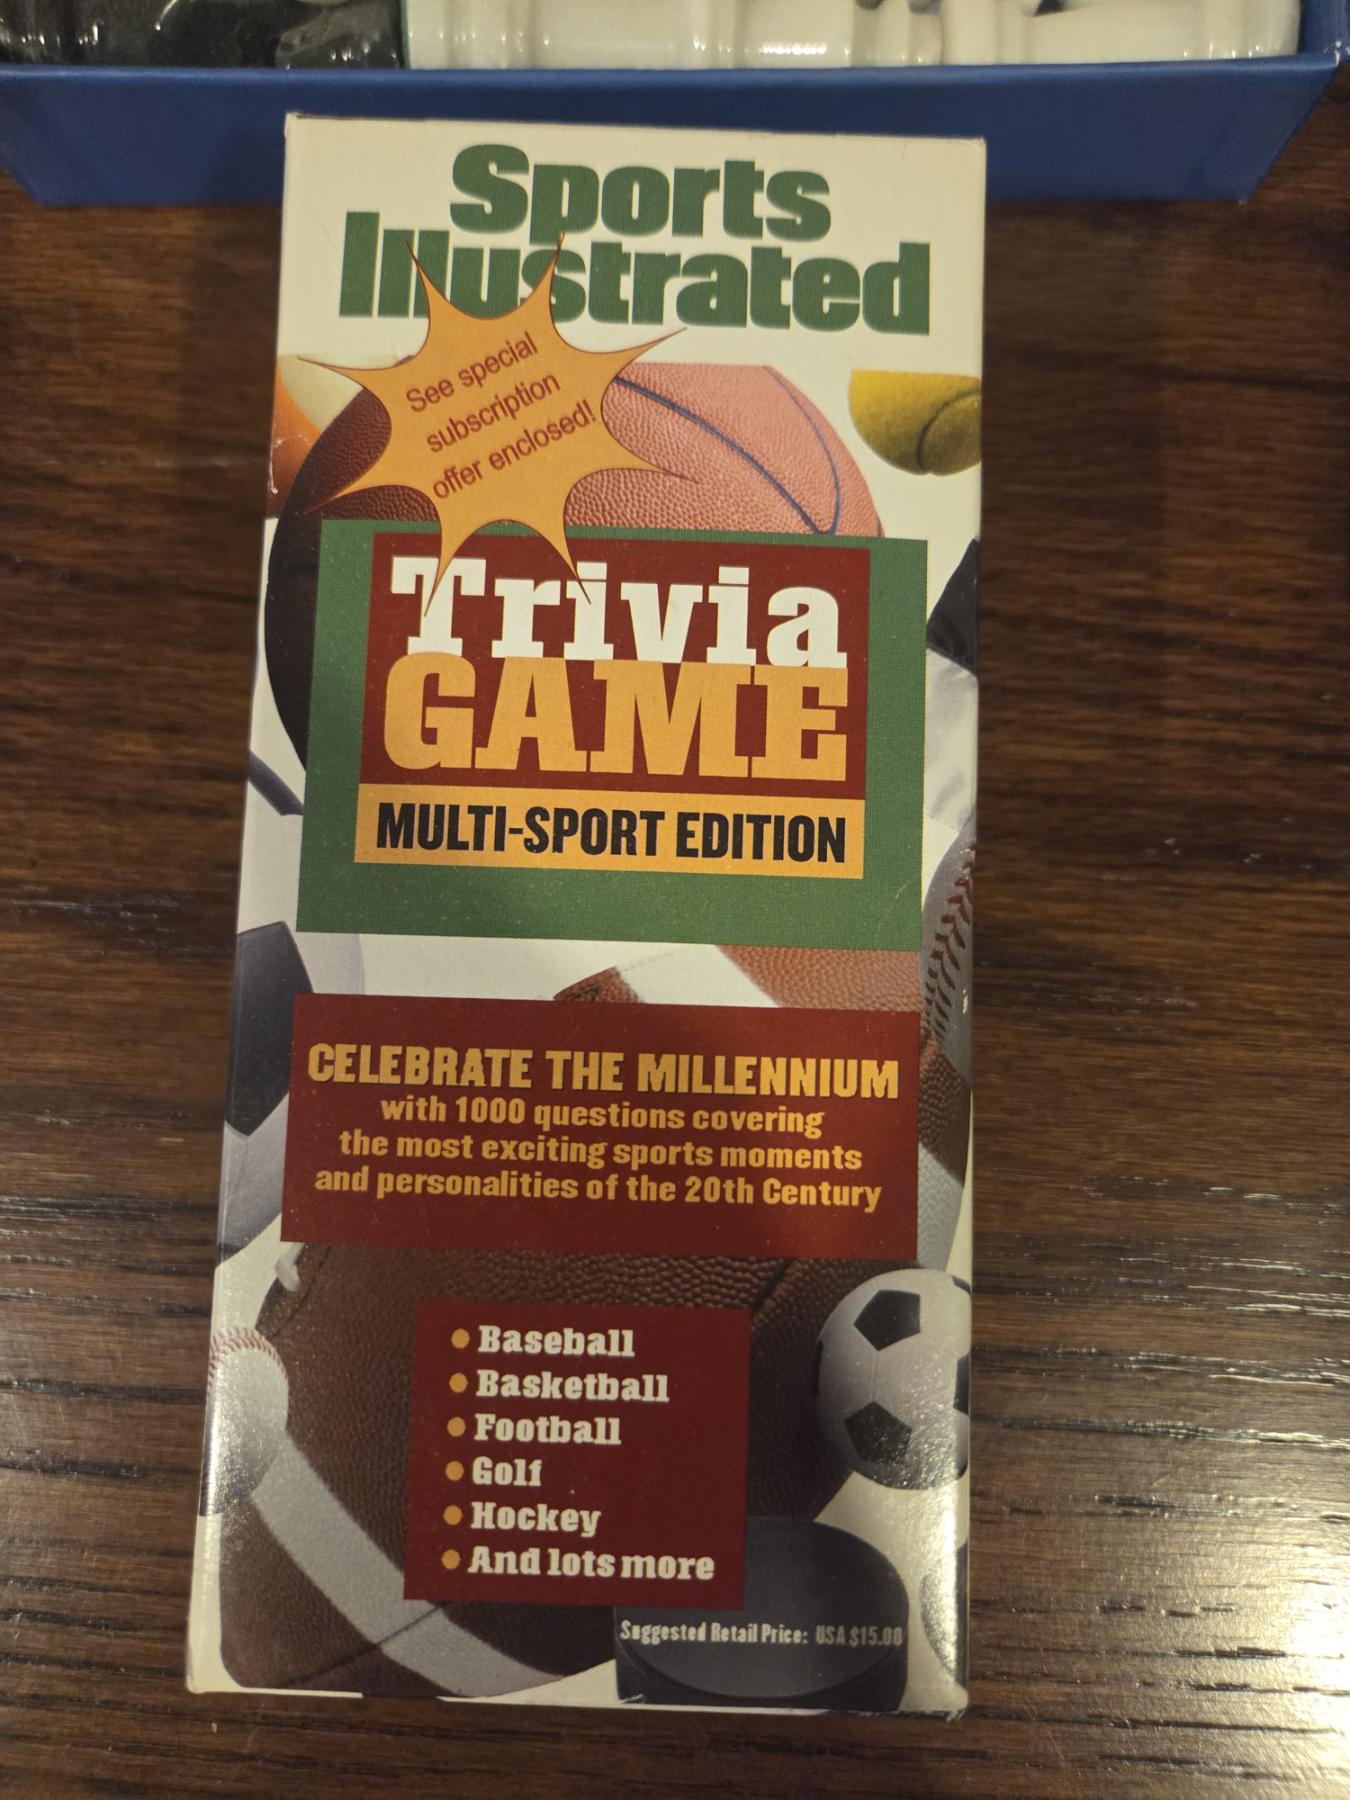 Sports
Illustrated
See special
subscription
offer enclosed!
Trivia
GAME
MULTI-SPORT EDITION
CELEBRATE THE MILLENNIUM
with 1000 questions covering
the most exciting sports moments
and personalities of the 20th Century
• Baseball
• Basketball
• Football
• Golf
• Hockey
• And lots more
Suggested Retail Price: USA $15.00